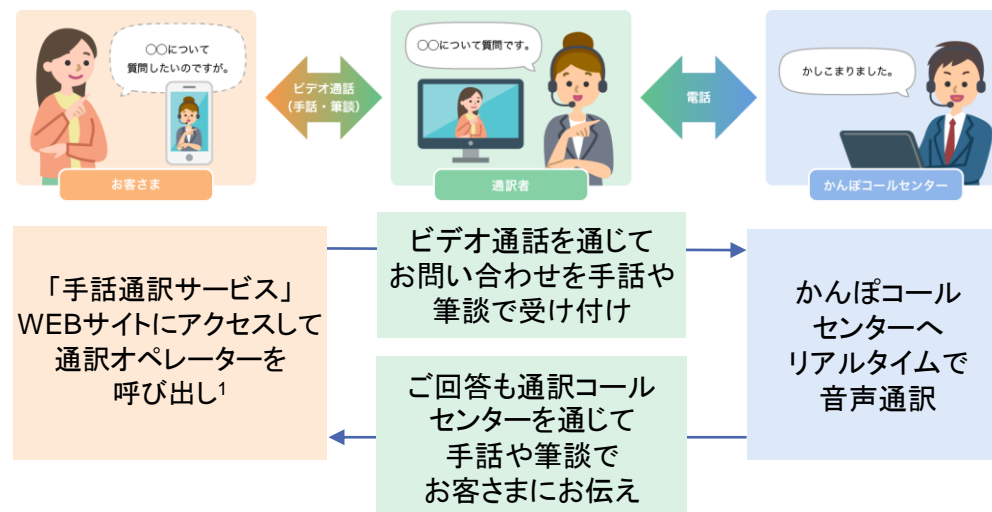 ○○について
質問したいのですが。
ビデオ通話
（手話・筆談）
○○について質問です。
電話
かしこまりました。
お客さま
通訳者
かんぽコールセンター
「手話通訳サービス」
WEBサイトにアクセスして
通訳オペレーターを
呼び出し1
ビデオ通話を通じて
お問い合わせを手話や
筆談で受け付け
かんぽコール
センターへ
リアルタイムで
音声通訳
ご回答も通訳コール
センターを通じて
手話や筆談で
お客さまにお伝え